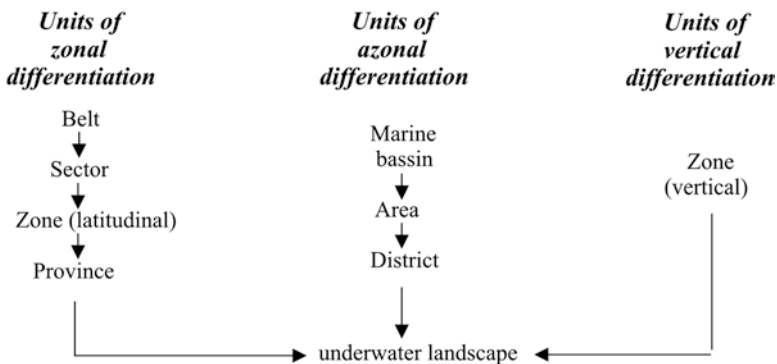 Units of
zonal
differentiation
Belt
Sector
Zone (latitudinal)
Province
Units of
azonal
differentiation
Marine
bassin
Area
District
Units of
vertical
differentiation
Zone
(vertical)
underwater landscape